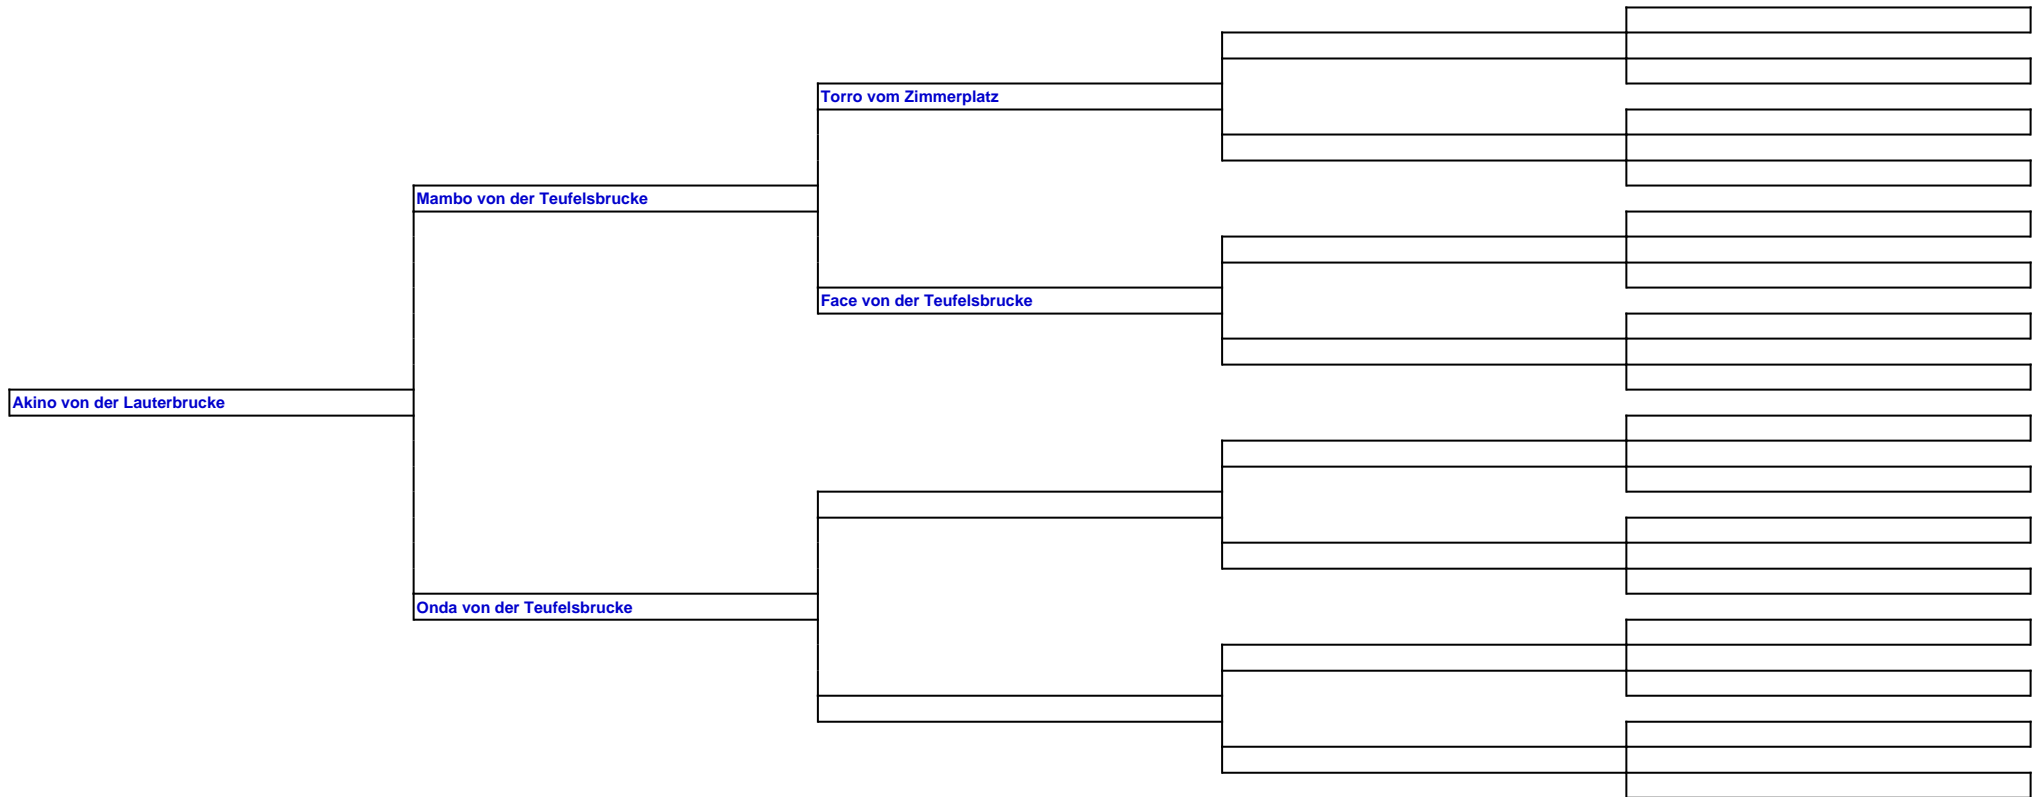 Torro vom Zimmerplatz
Mambo von der Teufelsbrucke
Face von der Teufelsbrucke
Akino von der Lauterbrucke
Onda von der Teufelsbrucke